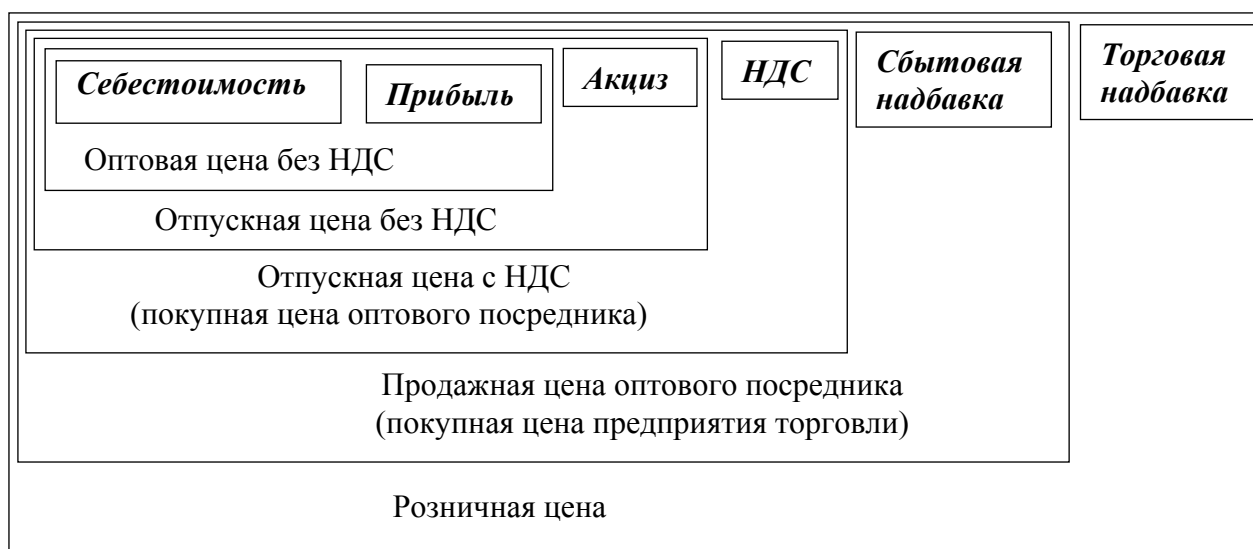 Себестоимость
Прибыль
Акциз
НДС
Сбытовая
надбавка
Торговая
надбавка
Оптовая цена без НДС
Отпускная цена без НДС
Отпускная цена с НДС
(покупная цена оптового посредника)
Продажная цена оптового посредника
(покупная цена предприятия торговли)
Розничная цена